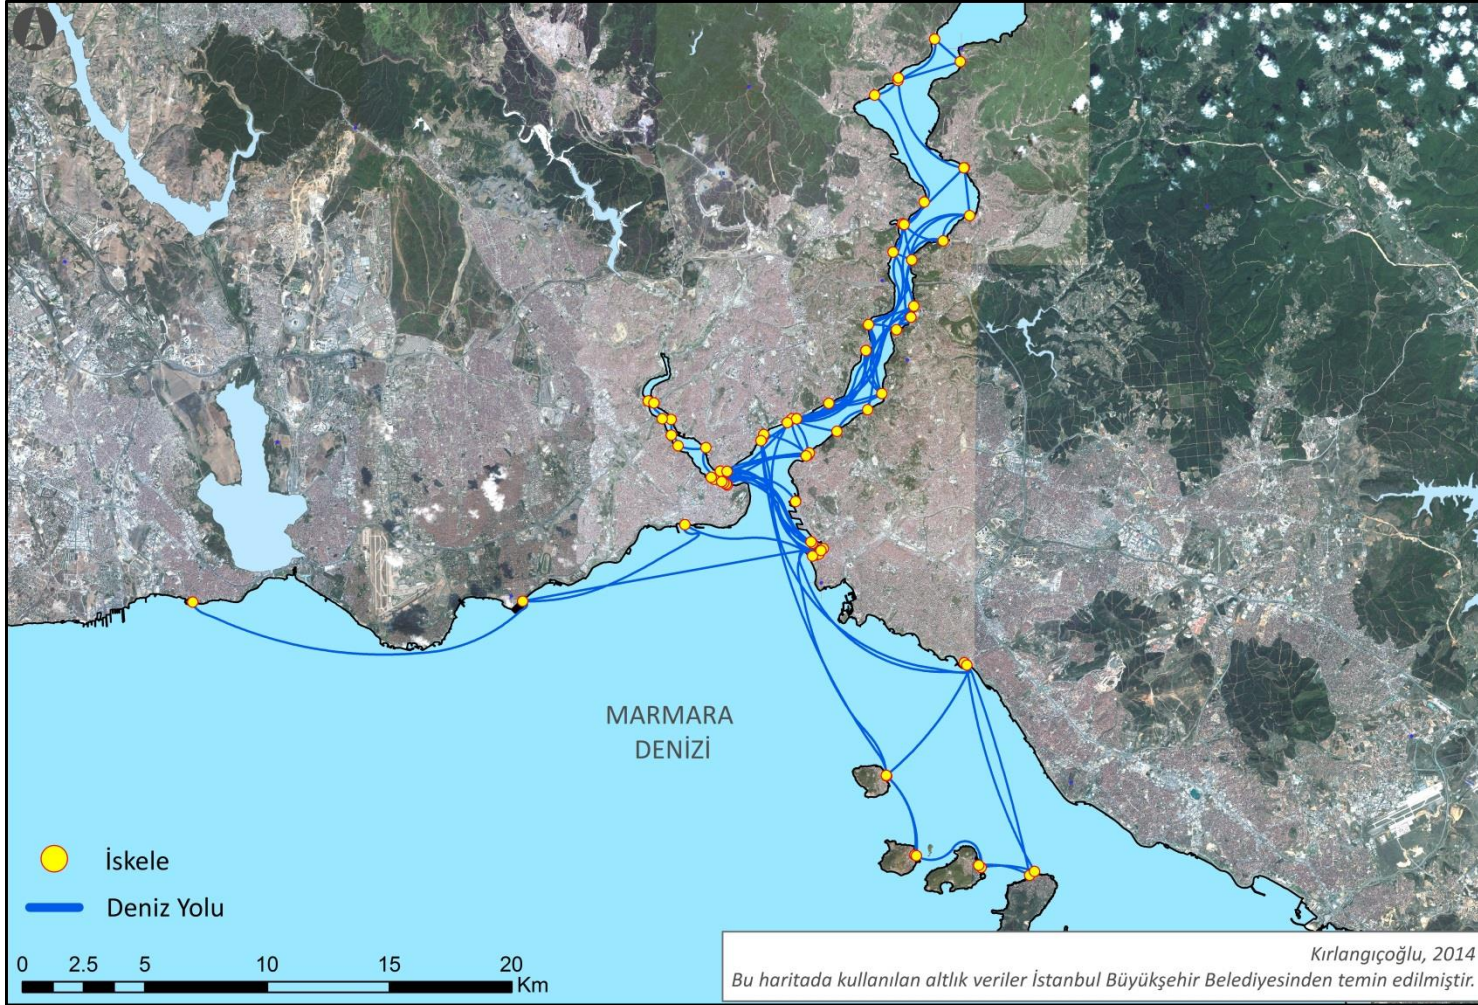 MARMARA
DENİZİ
İskele
Deniz Yolu
0 2.5 5 10 15 20
Km
Kırlangıçoğlu, 2014
Bu haritada kullanılan altlık veriler İstanbul Büyükşehir Belediyesinden temin edilmiştir.